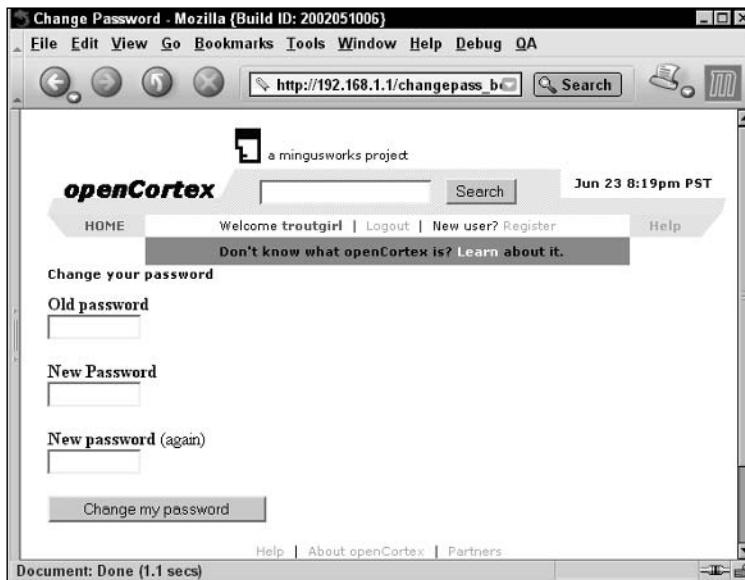 Change Password - Mozilla {Build ID: 2002051006}
File Edit View Go Bookmarks Tools Window Help Debug QA
http://192.168.1.1/changepass_b Search
a mingusworks project
openCortex Search Jun 23 8:19pm PST
HOME Welcome troutgirl | Logout | New user? Register Help
Don't know what openCortex is? Learn about it.
Change your password
Old password
New Password
New password (again)
Change my password
Help | About openCortex | Partners
Document: Done (1.1 secs)